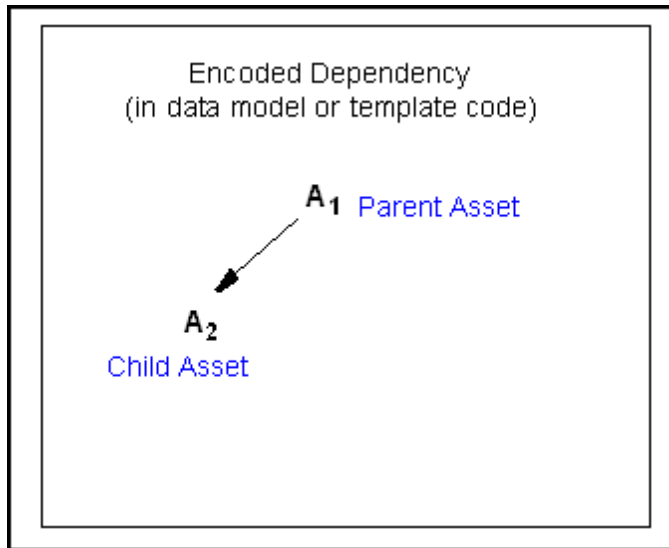 Encoded Dependency
(in data model or template code)
A₁ Parent Asset
A₂
Child Asset